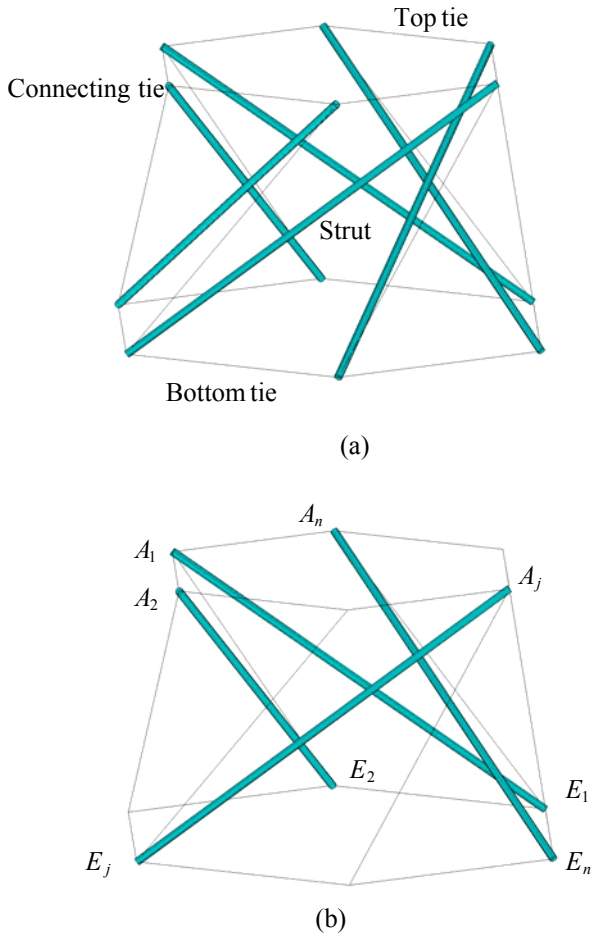 Top tie
Connecting tie
Strut
Bottom tie
(a)
A_n
A_1
A_2
A_j
E_2
E_1
E_j
E_n
(b)